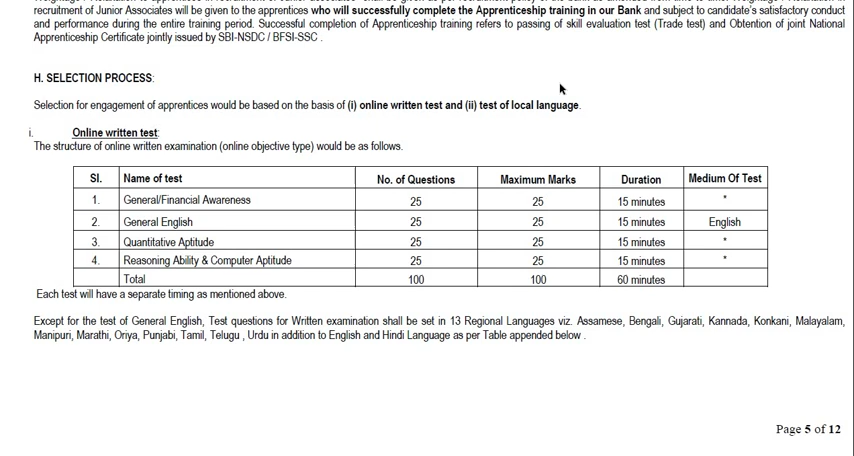 recruitment of Junior Associates will be given to the apprentices who will successfully complete the Apprenticeship training in our Bank and subject to candidate's satisfactory conduct
and performance during the entire training period. Successful completion of Apprenticeship training refers to passing of skill evaluation test (Trade test) and Obtention of joint National
Apprenticeship Certificate jointly issued by SBI-NSDC / BFSI-SSC .
H. SELECTION PROCESS:
Selection for engagement of apprentices would be based on the basis of (i) online written test and (ii) test of local language.
i. Online written test:
The structure of online written examination (online objective type) would be as follows.
Sl. Name of test No. of Questions Maximum Marks Duration Medium Of Test
1. General/Financial Awareness 25 25 15 minutes *
2. General English 25 25 15 minutes English
3. Quantitative Aptitude 25 25 15 minutes *
4. Reasoning Ability & Computer Aptitude 25 25 15 minutes *
Total 100 100 60 minutes
Each test will have a separate timing as mentioned above.
Except for the test of General English, Test questions for Written examination shall be set in 13 Regional Languages viz. Assamese, Bengali, Gujarati, Kannada, Konkani, Malayalam,
Manipuri, Marathi, Oriya, Punjabi, Tamil, Telugu , Urdu in addition to English and Hindi Language as per Table appended below .
Page 5 of 12